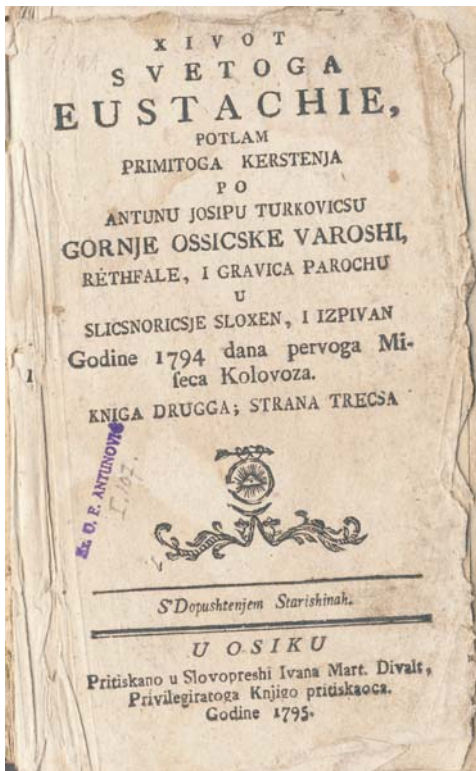 XIVOT
SVETOGA
EUSTACHIE,
POTLAM
PRIMITOGA KERSTENJA
PO
ANTUNU JOSIPU TURKOVICSU
GORNJE OSSICSKE VAROSHI,
RÉTHFALE, I GRAVICA PAROCHU
U
SLICSNORICSJE SLOXEN, I IZPIVAN
Godine 1794 dana pervoga Mi-
ſeca Kolovoza.
KNIGA DRUGGA; STRANA TRECSA
U. F. ANTUNOVIĆ
S'Dopushtenjem Starishinah.
U OSIKU
Pritiskano u Slovopreshi Ivana Mart. Divalt,
Privilegiratoga Knjigo pritiskaoca.
Godine 1795.